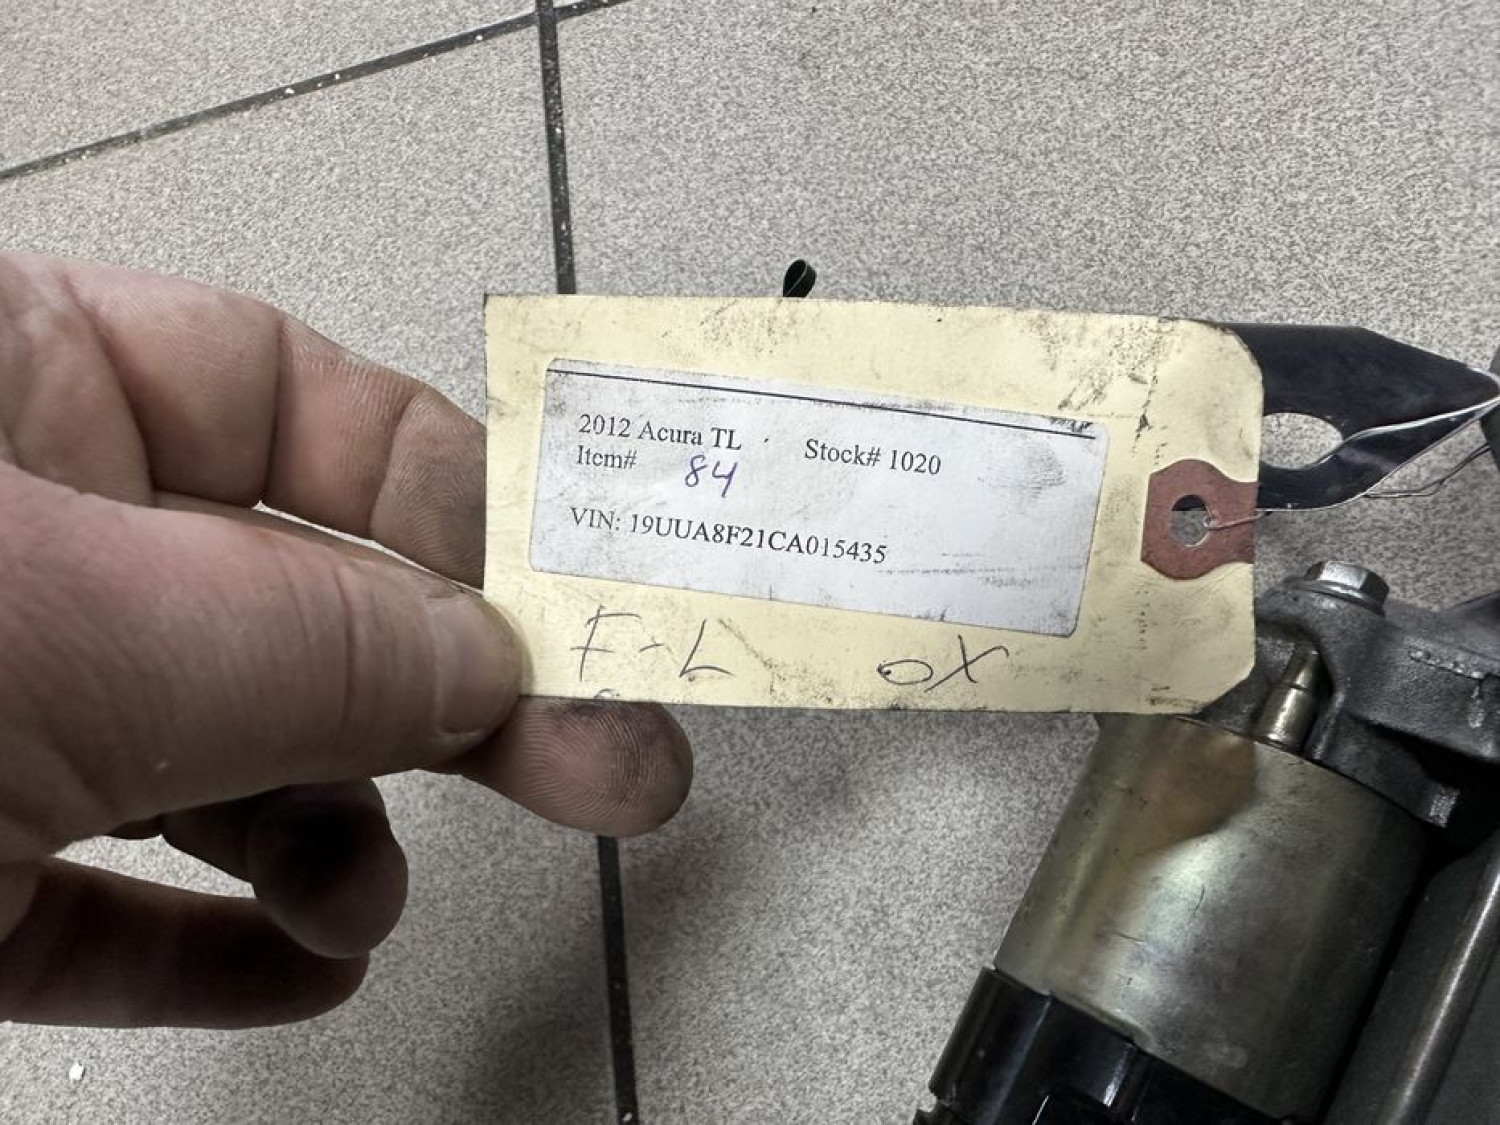 2012 Acura TL Stock# 1020
Item# 84
VIN: 19UUA8F21CA015435
F-L OX